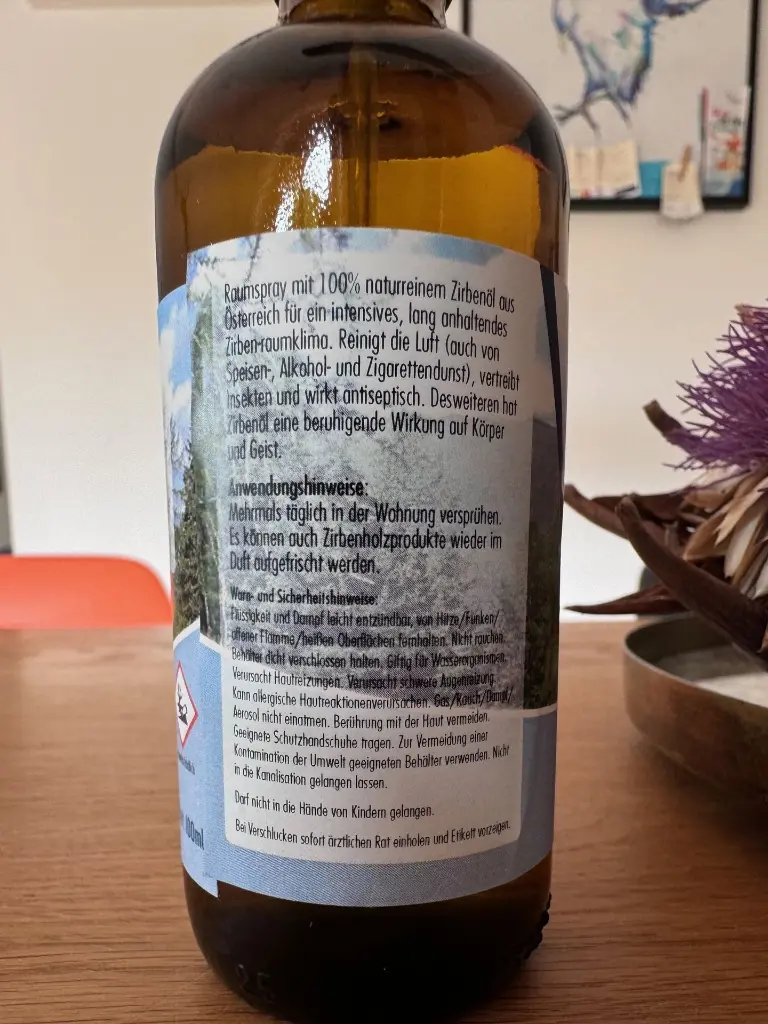 Raumspray mit 100% naturreinem Zirbenöl aus
Österreich für ein intensives, lang anhaltendes
Zirben-raumklima. Reinigt die Luft (auch von
Speisen-, Alkohol- und Zigarettendunst), vertreibt
Insekten und wirkt antiseptisch. Desweiteren hat
Zirbenöl eine beruhigende Wirkung auf Körper
und Geist.
Anwendungshinweise:
Mehrmals täglich in der Wohnung versprühen.
Es können auch Zirbenholzprodukte wieder im
Duft aufgefrischt werden.
Warn- und Sicherheitshinweise:
Flüssigkeit und Dampf leicht entzündbar, von Hitze/Funken/
offener Flamme/heißen Oberflächen fernhalten. Nicht rauchen.
Behälter dicht verschlossen halten. Giftig für Wasserorganismen.
Verursacht Hautreizungen. Verursacht schwere Augenreizung.
Kann allergische Hautreaktionenverursachen. Gas/Rauch/Dampf/
Aerosol nicht einatmen. Berührung mit der Haut vermeiden.
Geeignete Schutzhandschuhe tragen. Zur Vermeidung einer
Kontamination der Umwelt geeigneten Behälter verwenden. Nicht
in die Kanalisation gelangen lassen.
Darf nicht in die Hände von Kindern gelangen.
Bei Verschlucken sofort ärztlichen Rat einholen und Etikett vorzeigen.
100ml